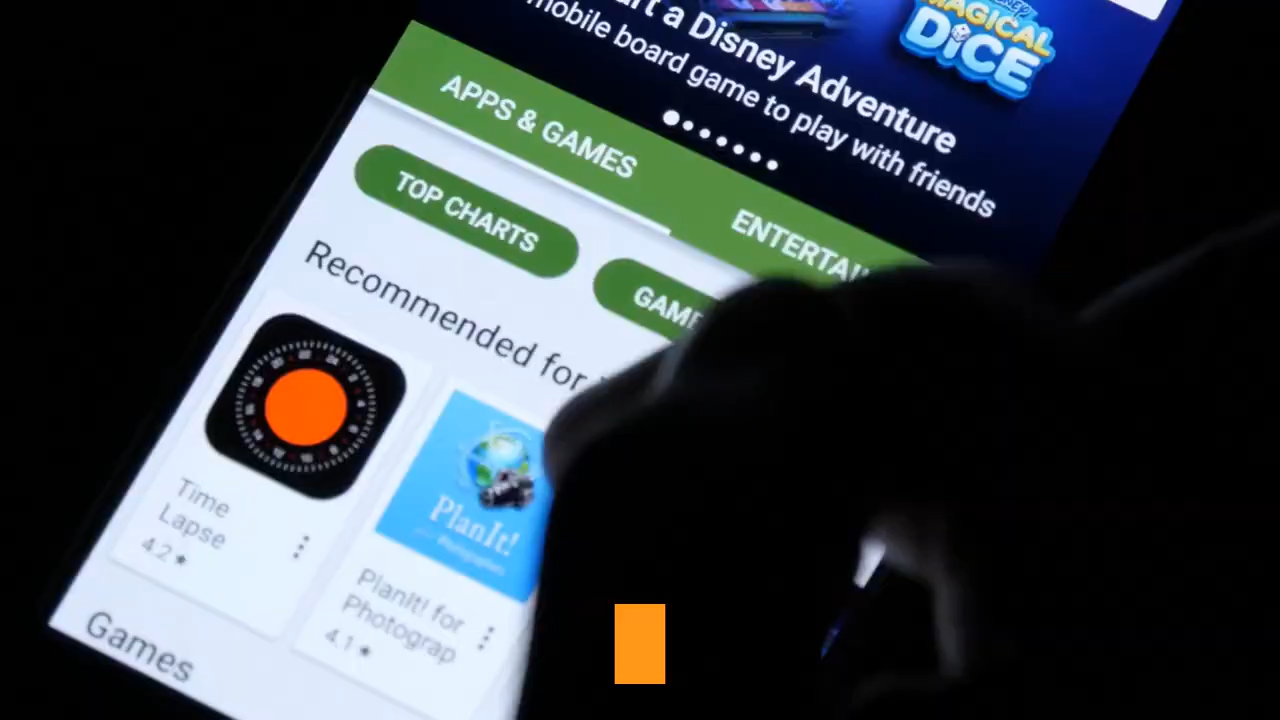 art a Disney Adventure
mobile board game to play with friends
MAGICAL
DICE
APPS & GAMES
ENTERTAI
TOP CHARTS
GAME
Recommended for
Time
Lapse
4.2★
PlanIt!
PlanIt! for
Photograp
4.1★
Games